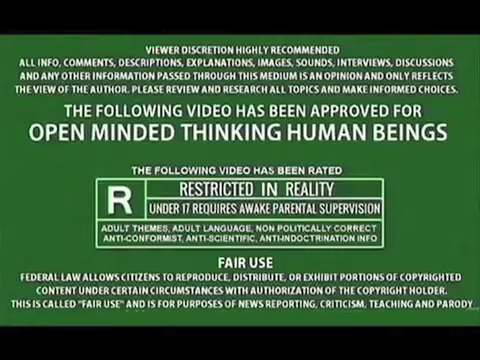 VIEWER DISCRETION HIGHLY RECOMMENDED
ALL INFO, COMMENTS, DESCRIPTIONS, EXPLANATIONS, IMAGES, SOUNDS, INTERVIEWS, DISCUSSIONS
AND ANY OTHER INFORMATION PASSED THROUGH THIS MEDIUM IS AN OPINION AND ONLY REFLECTS
THE VIEW OF THE AUTHOR. PLEASE REVIEW AND RESEARCH ALL TOPICS AND MAKE INFORMED CHOICES.
THE FOLLOWING VIDEO HAS BEEN APPROVED FOR
OPEN MINDED THINKING HUMAN BEINGS
THE FOLLOWING VIDEO HAS BEEN RATED
R
RESTRICTED IN REALITY
UNDER 17 REQUIRES AWAKE PARENTAL SUPERVISION
ADULT THEMES, ADULT LANGUAGE, NON POLITICALLY CORRECT
ANTI-CONFORMIST, ANTI-SCIENTIFIC, ANTI-INDOCTRINATION INFO
FAIR USE
FEDERAL LAW ALLOWS CITIZENS TO REPRODUCE, DISTRIBUTE, OR EXHIBIT PORTIONS OF COPYRIGHTED
CONTENT UNDER CERTAIN CIRCUMSTANCES WITH AUTHORIZATION OF THE COPYRIGHT HOLDER.
THIS IS CALLED "FAIR USE" AND IS FOR PURPOSES OF NEWS REPORTING, CRITICISM, TEACHING AND PARODY